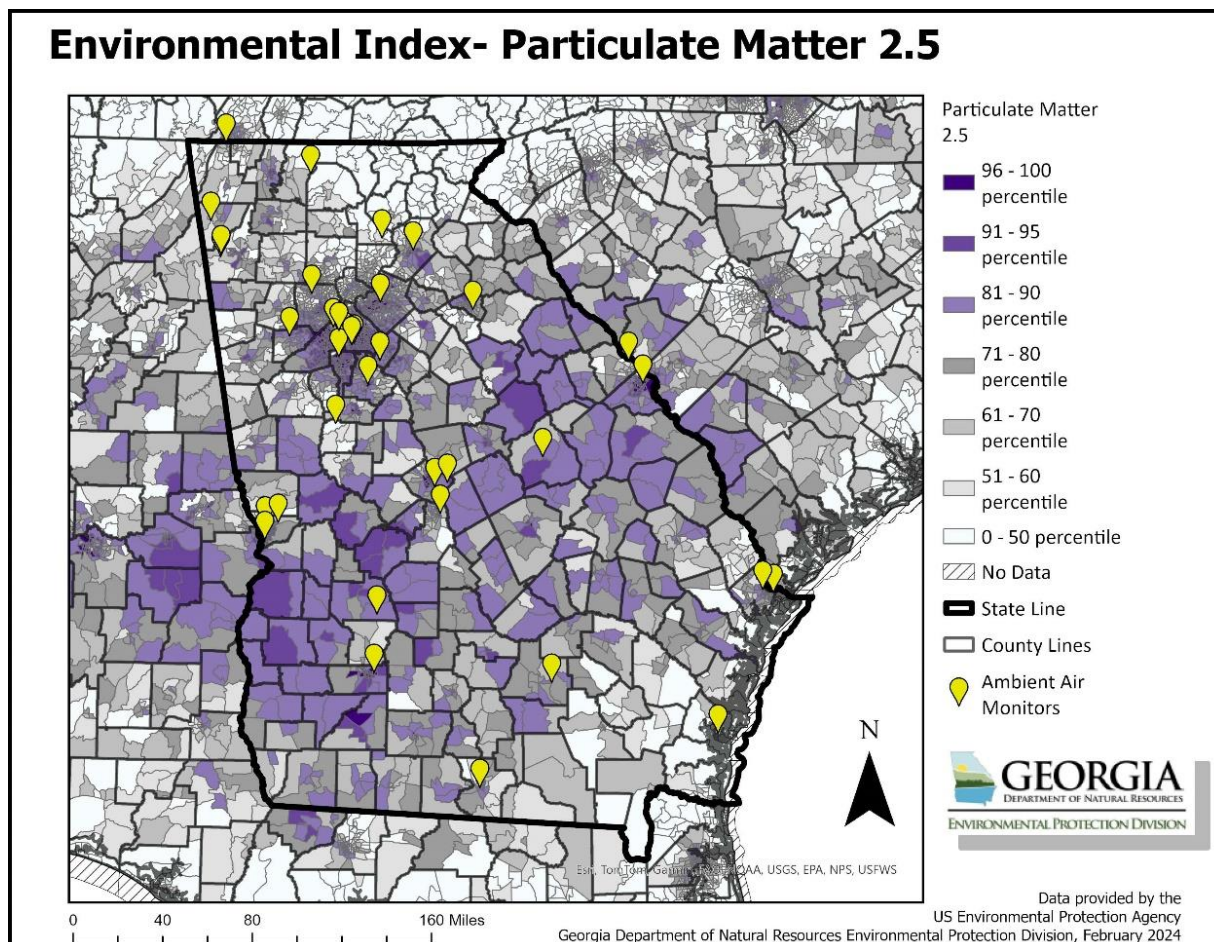 Environmental Index- Particulate Matter 2.5
Particulate Matter
2.5
96 - 100
percentile
91 - 95
percentile
81 - 90
percentile
71 - 80
percentile
61 - 70
percentile
51 - 60
percentile
0 - 50 percentile
No Data
State Line
County Lines
Ambient Air
Monitors
N
GEORGIA
DEPARTMENT OF NATURAL RESOURCES
ENVIRONMENTAL PROTECTION DIVISION
Esri, TomTom, NOAA, USGS, EPA, NPS, USFWS
0 40 80 160 Miles
Data provided by the
US Environmental Protection Agency
Georgia Department of Natural Resources Environmental Protection Division, February 2024